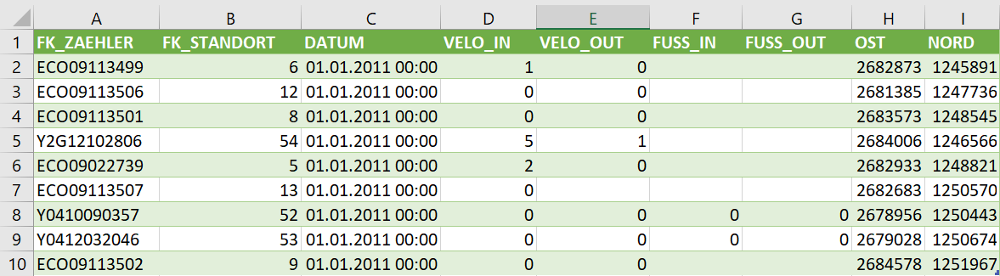 A B C D E F G H I
1 FK_ZAEHLER FK_STANDORT DATUM VELO_IN VELO_OUT FUSS_IN FUSS_OUT OST NORD
2 ECO09113499 6 01.01.2011 00:00 1 0 2682873 1245891
3 ECO09113506 12 01.01.2011 00:00 0 0 2681385 1247736
4 ECO09113501 8 01.01.2011 00:00 0 0 2683573 1248545
5 Y2G12102806 54 01.01.2011 00:00 5 1 2684006 1246566
6 ECO09022739 5 01.01.2011 00:00 2 0 2682933 1248821
7 ECO09113507 13 01.01.2011 00:00 0 2682683 1250570
8 Y0410090357 52 01.01.2011 00:00 0 0 0 0 2678956 1250443
9 Y0412032046 53 01.01.2011 00:00 0 0 0 0 2679028 1250674
10 ECO09113502 9 01.01.2011 00:00 0 0 2684578 1251967